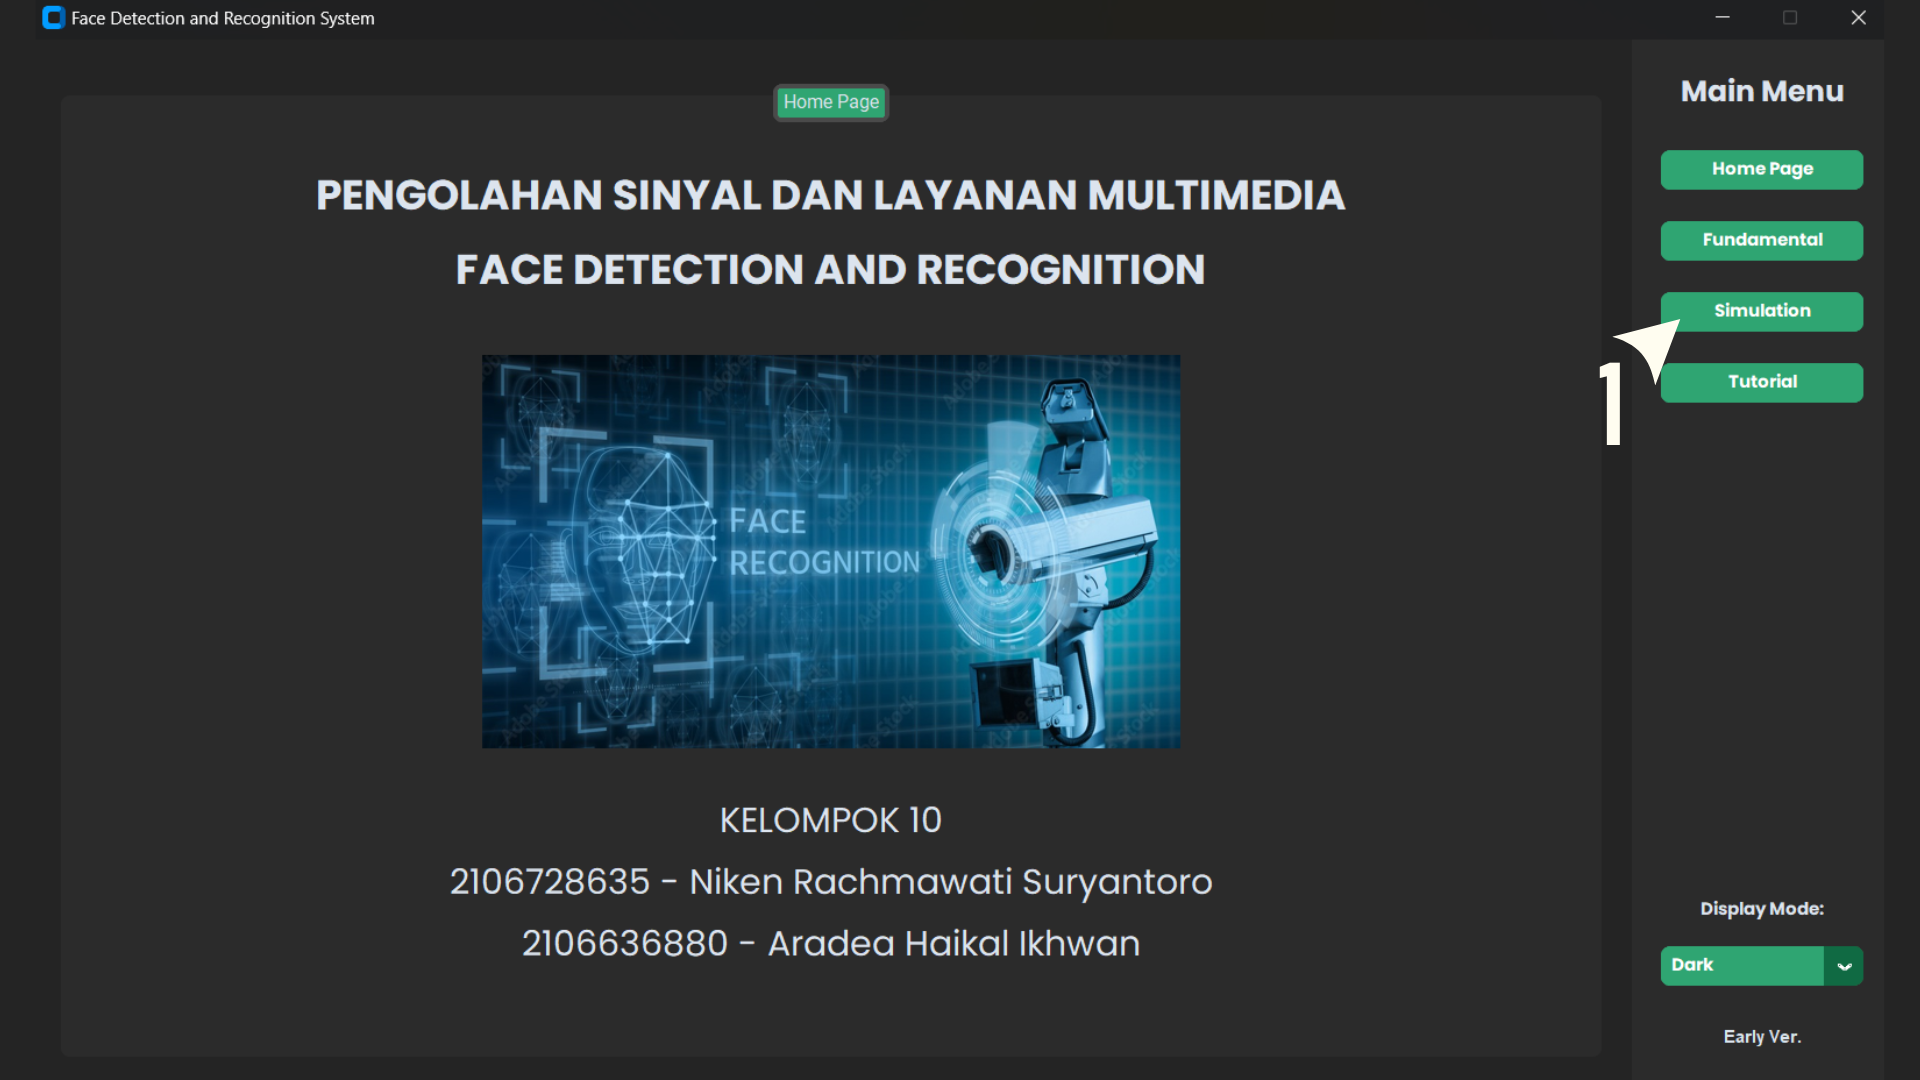 Face Detection and Recognition System
Home Page
PENGOLAHAN SINYAL DAN LAYANAN MULTIMEDIA
FACE DETECTION AND RECOGNITION
FACE
RECOGNITION
KELOMPOK 10
2106728635 - Niken Rachmawati Suryantoro
2106636880 - Aradea Haikal Ikhwan
Main Menu
Home Page
Fundamental
Simulation
1
Tutorial
Display Mode:
Dark
Early Ver.